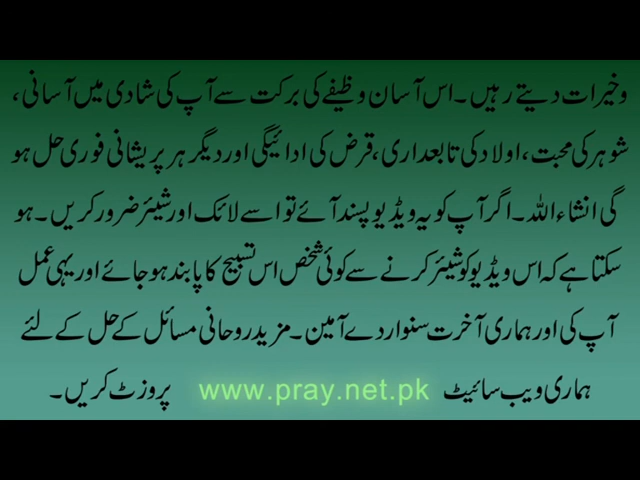 وخیرات دیتے رہیں۔ اس آسان وظیفے کی برکت سے آپ کی شادی میں آسانی،
شوہر کی محبت، اولاد کی تابعداری، قرض کی ادائیگی اور دیگر ہر پریشانی فوری حل ہو
گی انشاء اللہ۔ اگر آپ کو یہ ویڈیو پسند آئے تو اسے لائک اور شیئر ضرور کریں۔ ہو
سکتا ہے کہ اس ویڈیو کو شیئر کرنے سے کوئی شخص اس تسبیح کا پابند ہو جائے اور یہی عمل
آپ کی اور ہماری آخرت سنوار دے آمین۔ مزید روحانی مسائل کے حل کے لئے
ہماری ویب سائیٹ www.pray.net.pk پر وزٹ کریں۔